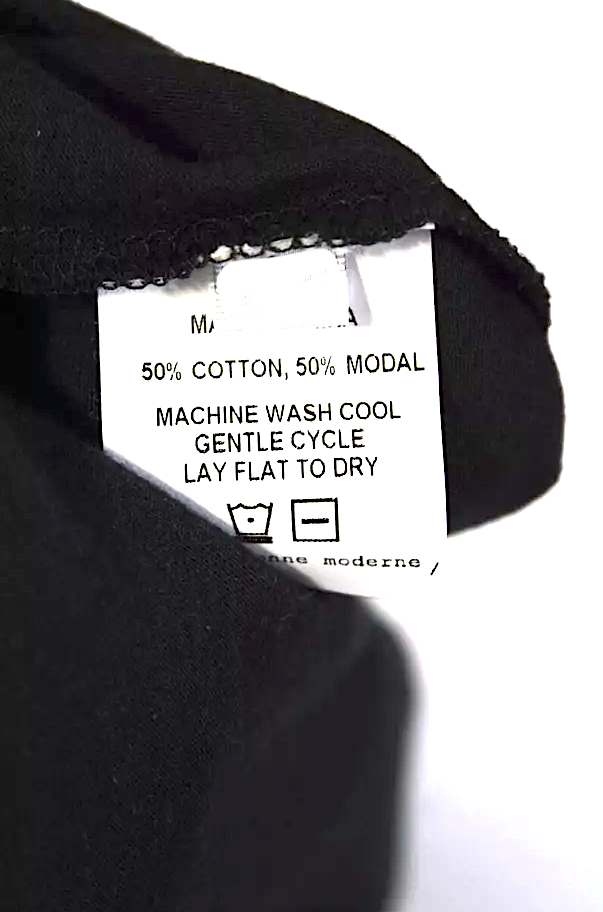 50% COTTON, 50% MODAL
MACHINE WASH COOL
GENTLE CYCLE
LAY FLAT TO DRY
moderne /